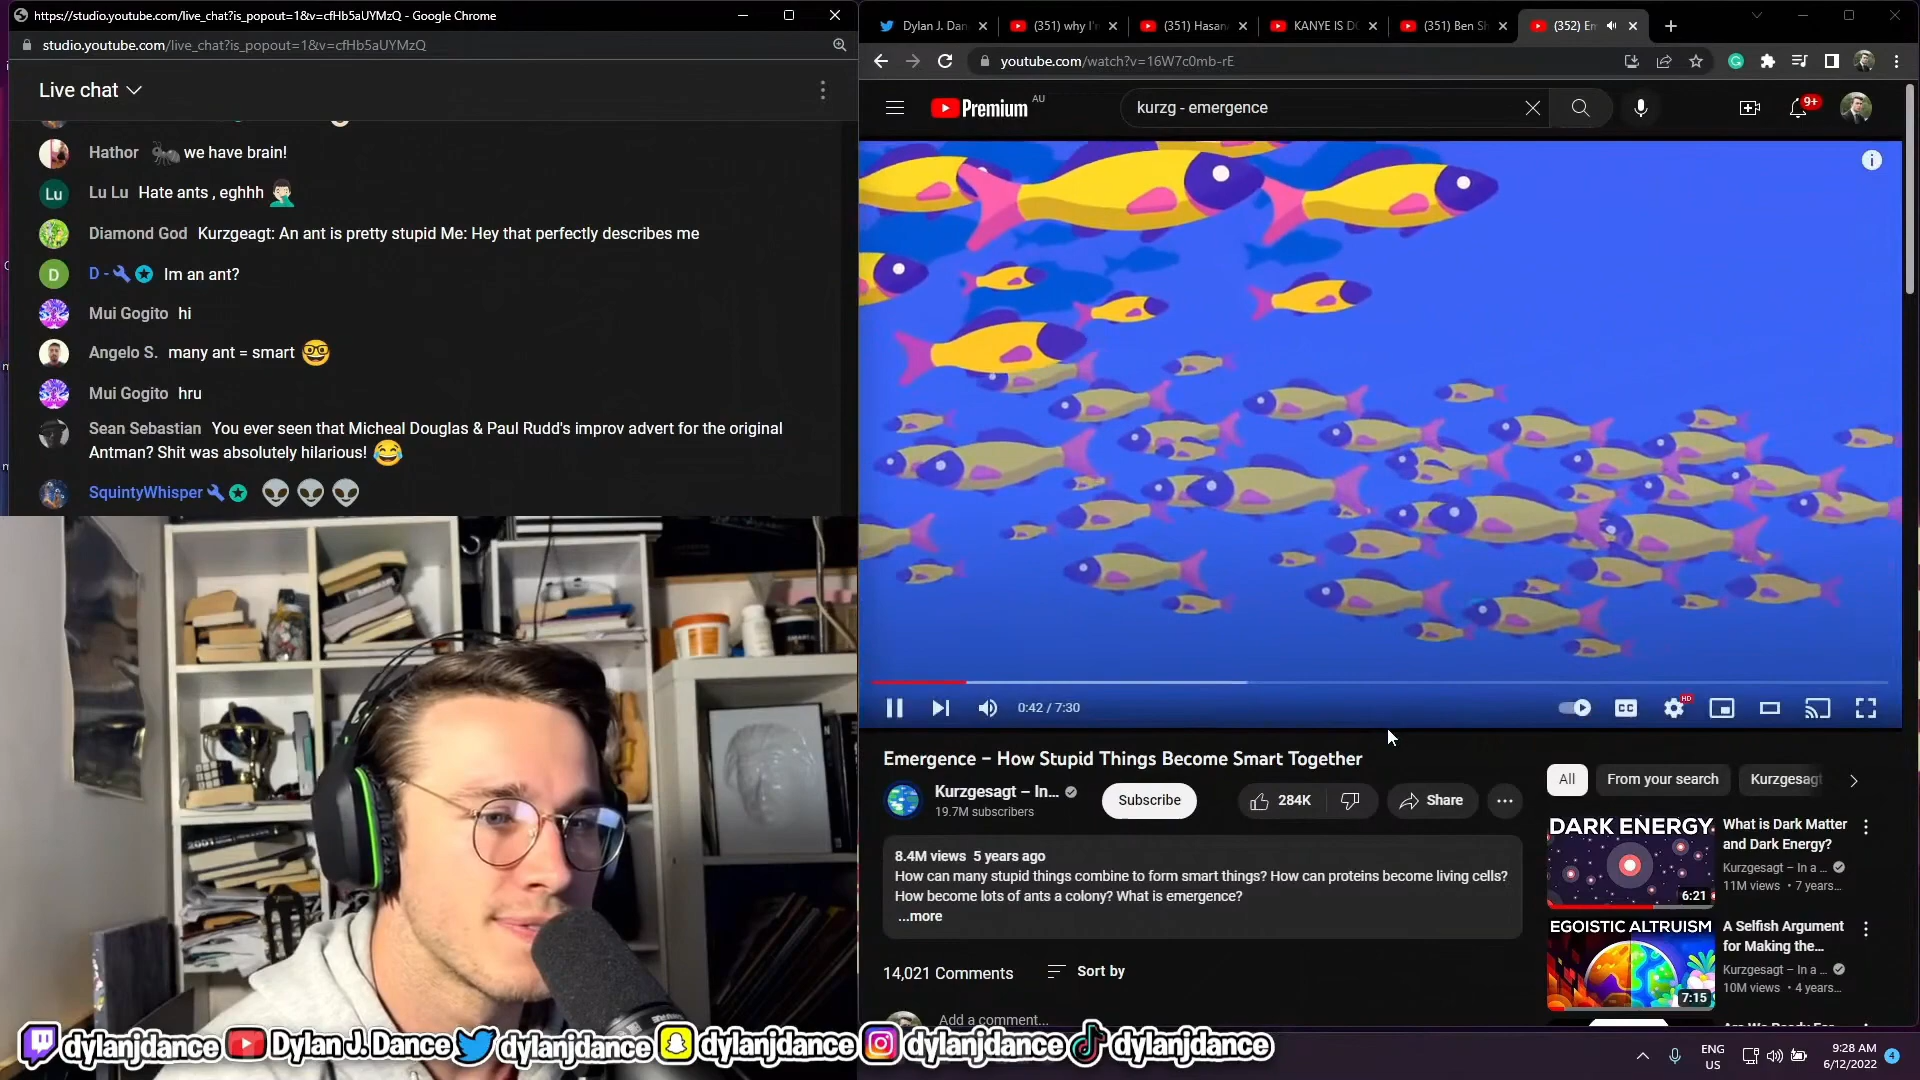 https://studio.youtube.com/live_chat?is_popout=1&v=cfHb5aUYMzQ - Google Chrome
studio.youtube.com/live_chat?is_popout=1&v=cfHb5aUYMzQ
Live chat
Hathor 🐜 we have brain!
Lu
Lu Lu Hate ants , eghhh 🤦🏻‍♂️
Diamond God Kurzgeagt: An ant is pretty stupid Me: Hey that perfectly describes me
D
D - Im an ant?
Mui Gogito hi
Angelo S. many ant = smart 🤓
Mui Gogito hru
Sean Sebastian You ever seen that Micheal Douglas & Paul Rudd's improv advert for the original
Antman? Shit was absolutely hilarious! 😂
SquintyWhisper 👽 👽 👽
2001
Dylan J. Dan
(351) why I'm
(351) Hasan
KANYE IS DO
(351) Ben Sh
(352) Em
youtube.com/watch?v=16W7c0mb-rE
Premium AU
kurzg - emergence
9+
0:42 / 7:30
CC
HD
Emergence – How Stupid Things Become Smart Together
Kurzgesagt – In...
19.7M subscribers
Subscribe
284K
Share
8.4M views 5 years ago
How can many stupid things combine to form smart things? How can proteins become living cells?
How become lots of ants a colony? What is emergence?
...more
14,021 Comments
Sort by
Add a comment...
All
From your search
Kurzgesagt
DARK ENERGY
6:21
What is Dark Matter
and Dark Energy?
Kurzgesagt – In a ...
11M views • 7 years...
EGOISTIC ALTRUISM
7:15
A Selfish Argument
for Making the...
Kurzgesagt – In a ...
10M views • 4 years...
dylanjdance
Dylan J. Dance
dylanjdance
dylanjdance
dylanjdance
dylanjdance
ENG
US
9:28 AM
6/12/2022
4